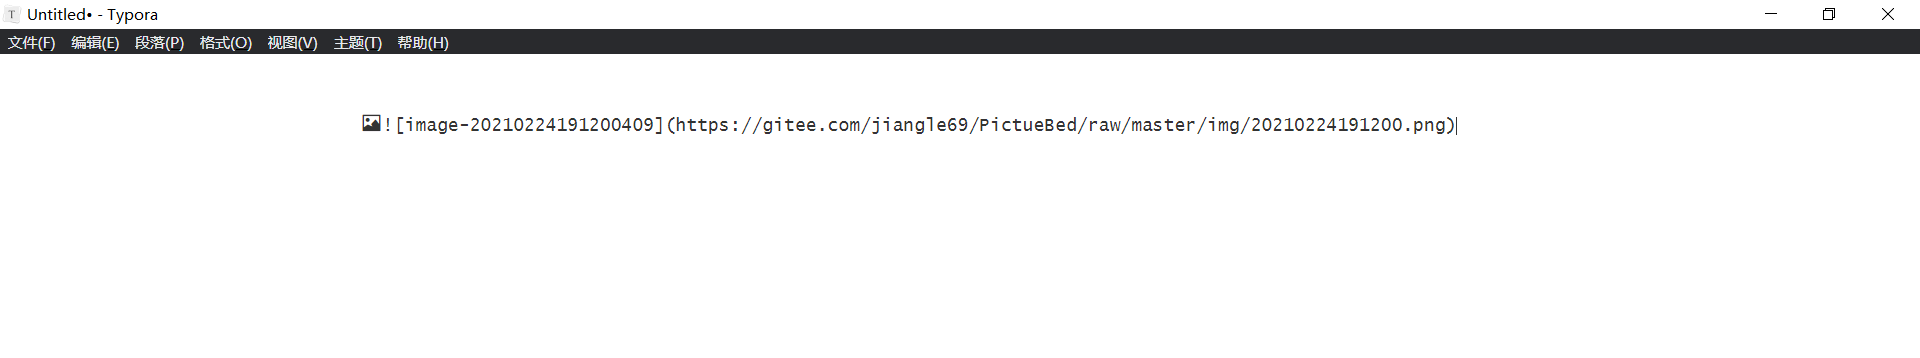 Untitled• - Typora
文件(F) 编辑(E) 段落(P) 格式(O) 视图(V) 主题(T) 帮助(H)
![image-20210224191200409](https://gitee.com/jiangle69/PictueBed/raw/master/img/20210224191200.png)